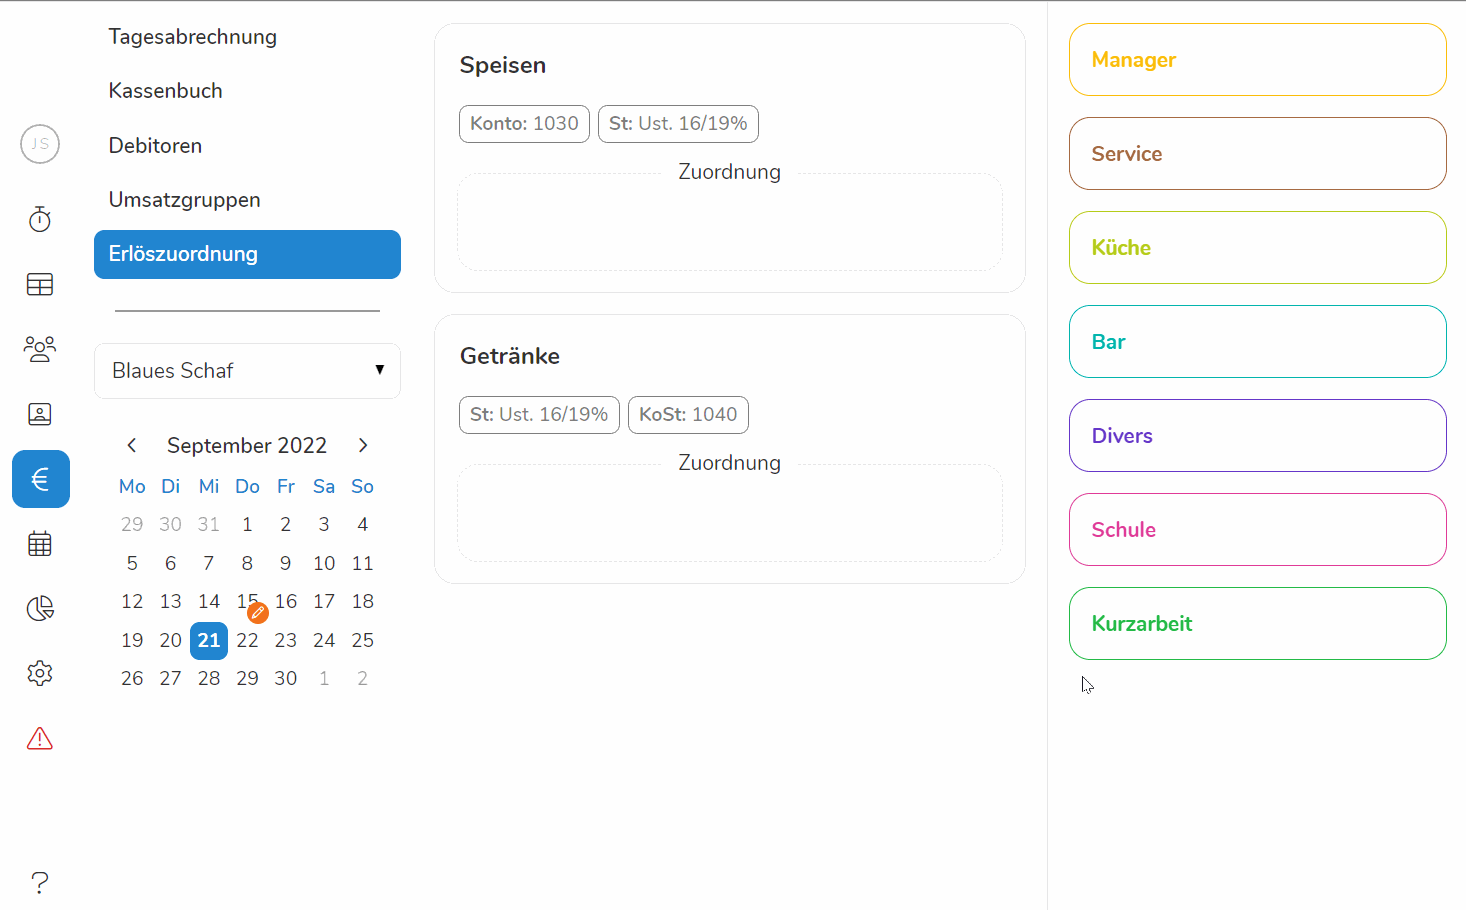 JS
?
Tagesabrechnung
Kassenbuch
Debitoren
Umsatzgruppen
Erlöszuordnung
Blaues Schaf
September 2022
Mo Di Mi Do Fr Sa So
29 30 31 1 2 3 4
5 6 7 8 9 10 11
12 13 14 15 16 17 18
19 20 21 22 23 24 25
26 27 28 29 30 1 2
Speisen
Konto: 1030 St: Ust. 16/19%
Zuordnung
Getränke
St: Ust. 16/19% KoSt: 1040
Zuordnung
Manager
Service
Küche
Bar
Divers
Schule
Kurzarbeit